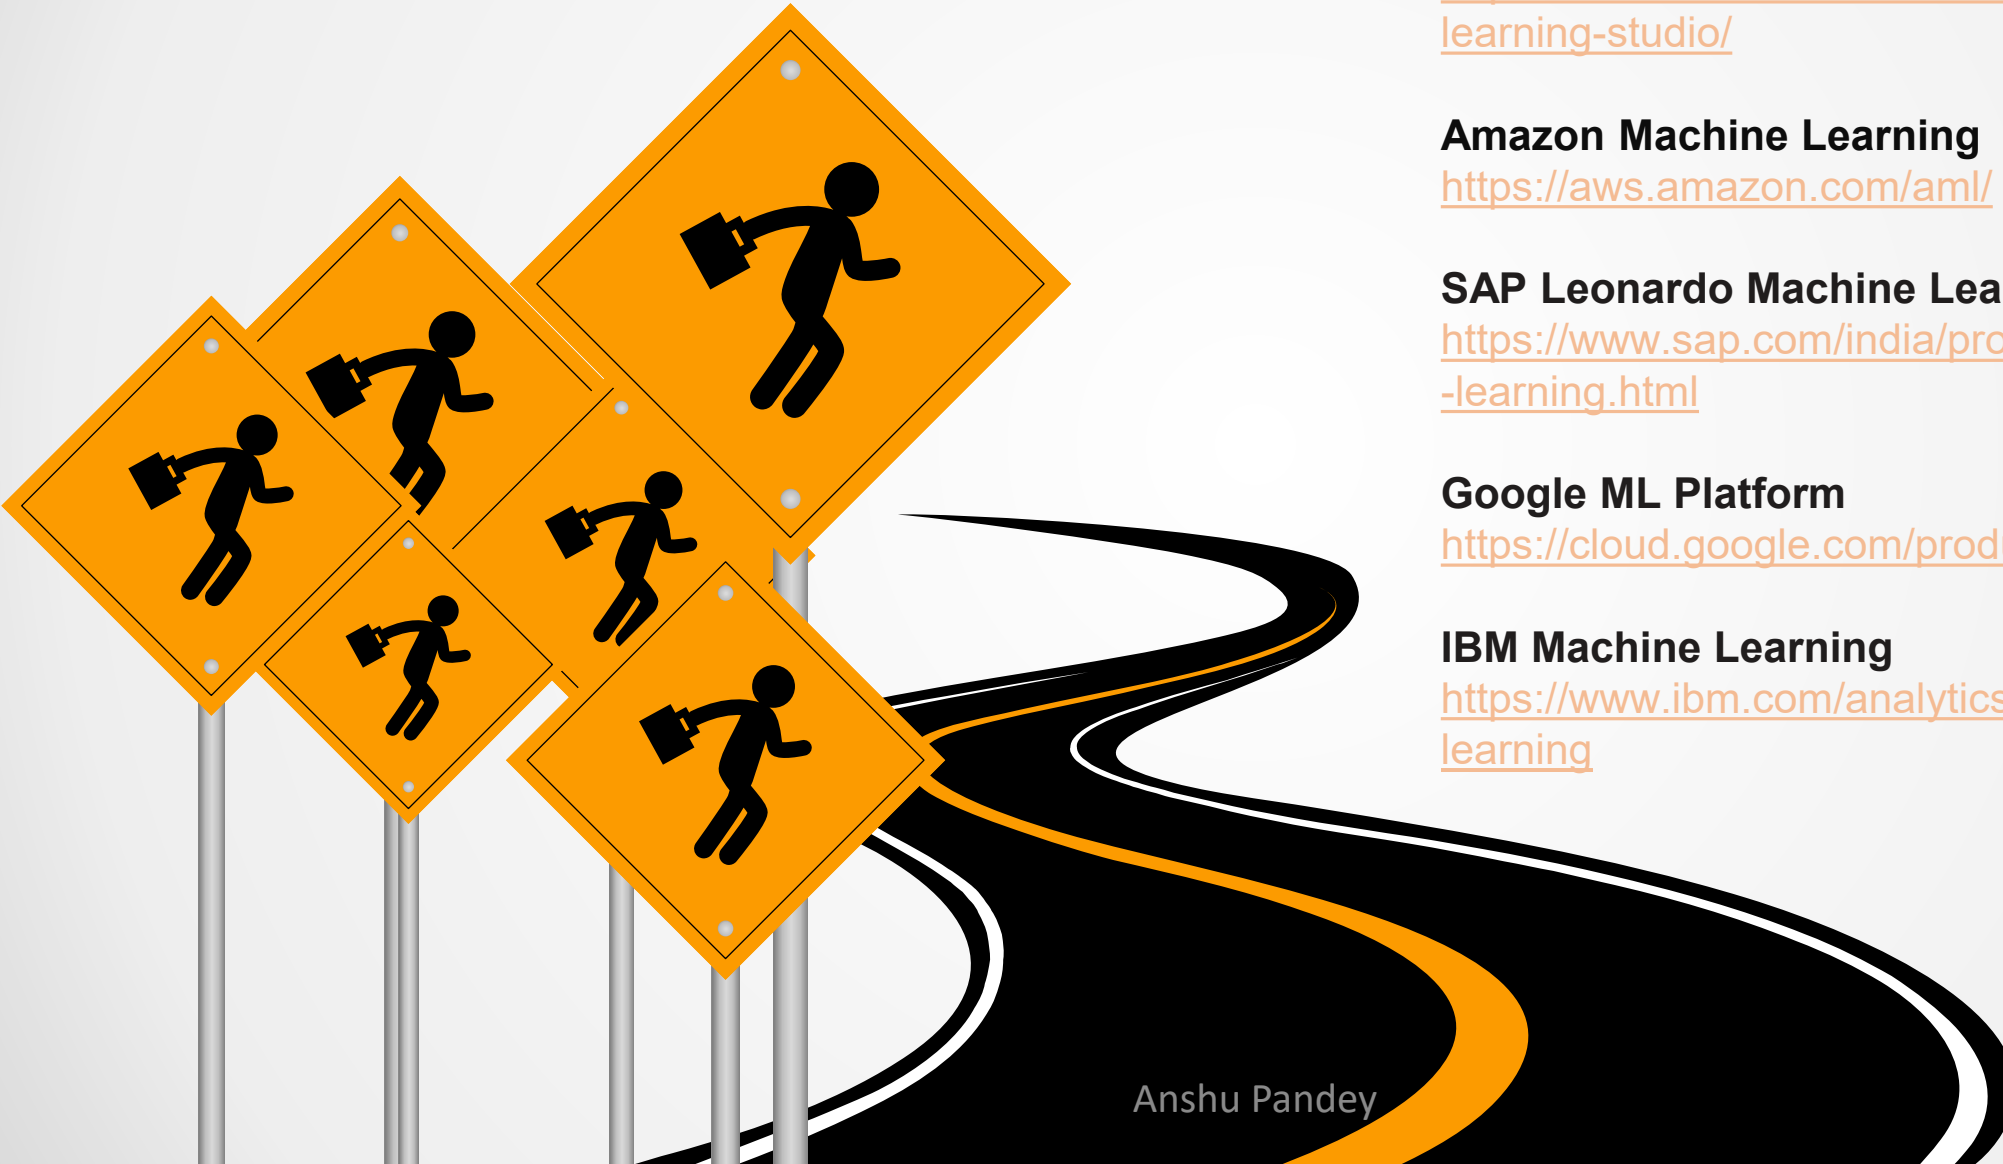 learning-studio/
Amazon Machine Learning
https://aws.amazon.com/aml/
SAP Leonardo Machine Lea
https://www.sap.com/india/pro
-learning.html
Google ML Platform
https://cloud.google.com/prod
IBM Machine Learning
https://www.ibm.com/analytics
learning
Anshu Pandey